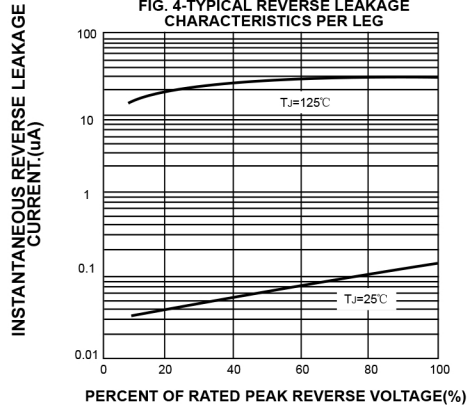 FIG. 4-TYPICAL REVERSE LEAKAGE
CHARACTERISTICS PER LEG
INSTANTANEOUS REVERSE LEAKAGE
CURRENT.(uA)
100
10
1
0.1
0.01
TJ=125℃
TJ=25℃
0 20 40 60 80 100
PERCENT OF RATED PEAK REVERSE VOLTAGE(%)